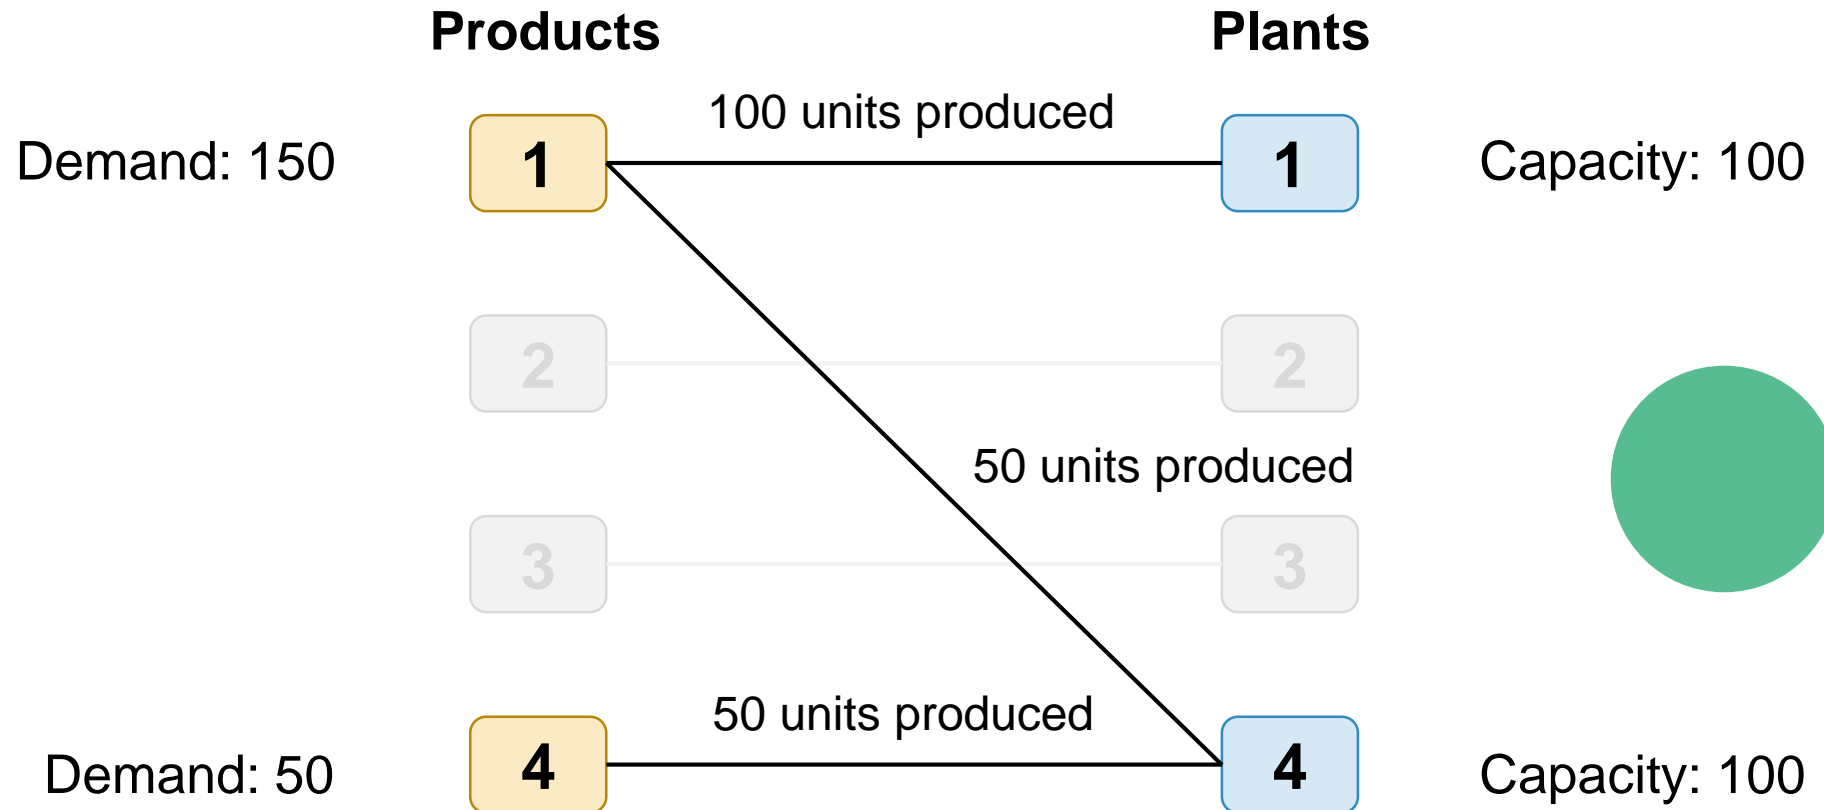 Products
Plants
100 units produced
Demand: 150
1
1
Capacity: 100
2
2
50 units produced
3
3
50 units produced
Demand: 50
4
4
Capacity: 100